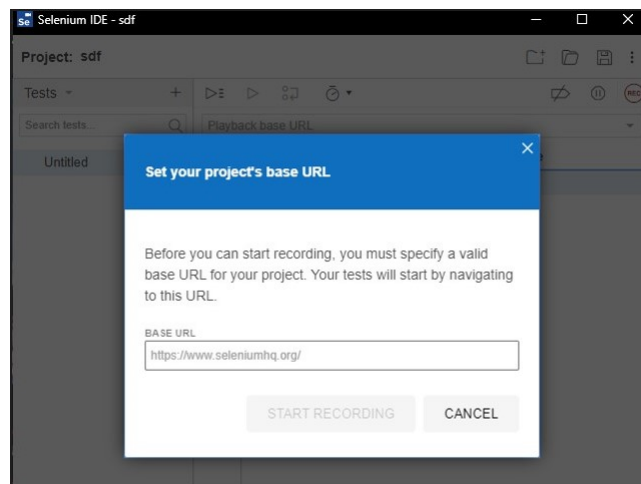 Se Selenium IDE - sdf
Project: sdf
Tests
Search tests...
Playback base URL
REC
Untitled
Set your project's base URL
Before you can start recording, you must specify a valid
base URL for your project. Your tests will start by navigating
to this URL.
BASE URL
https://www.seleniumhq.org/
START RECORDING
CANCEL